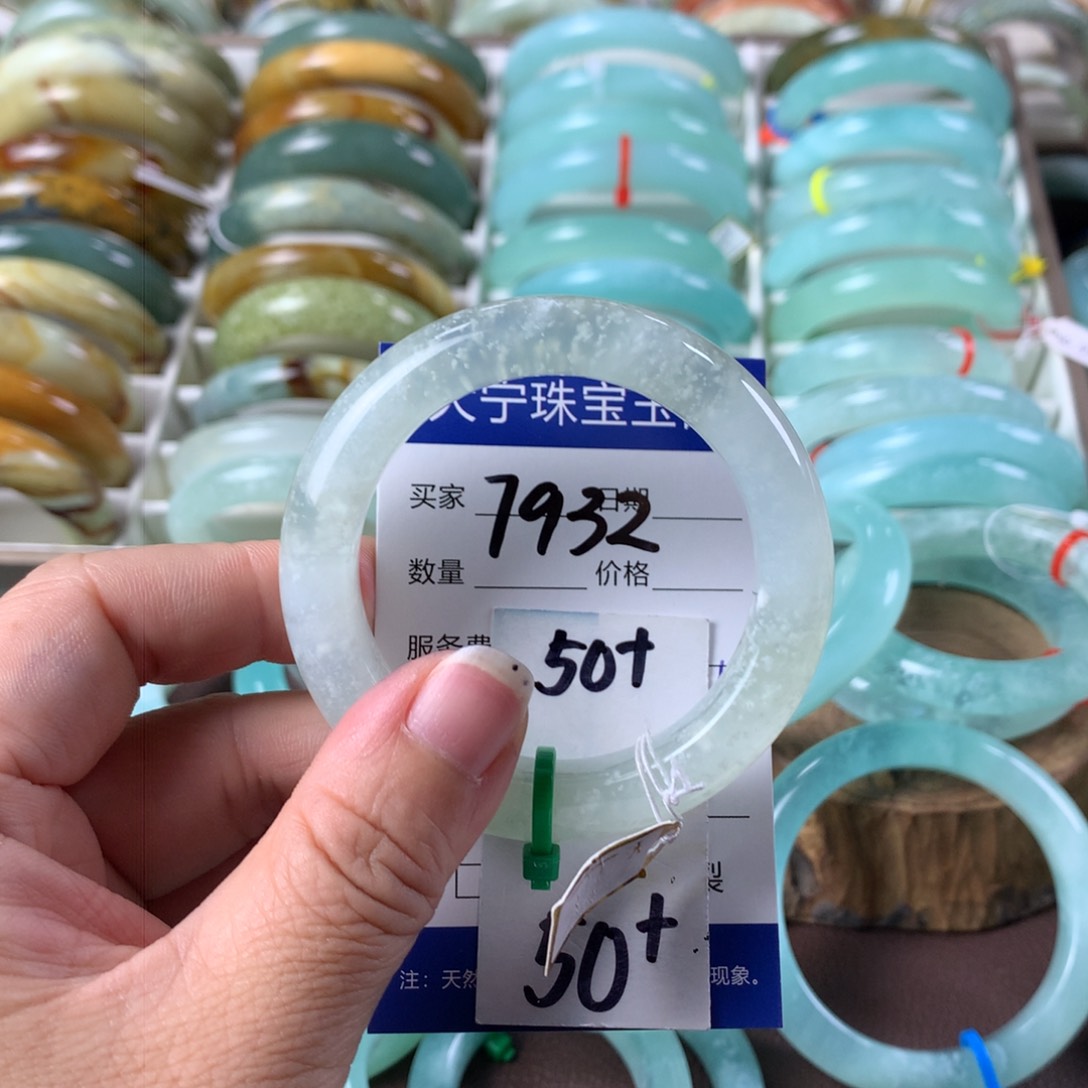 宁珠宝玉
买家 7932 日期
数量 价格
服务费
50+
裂
50+
注：天然 现象。